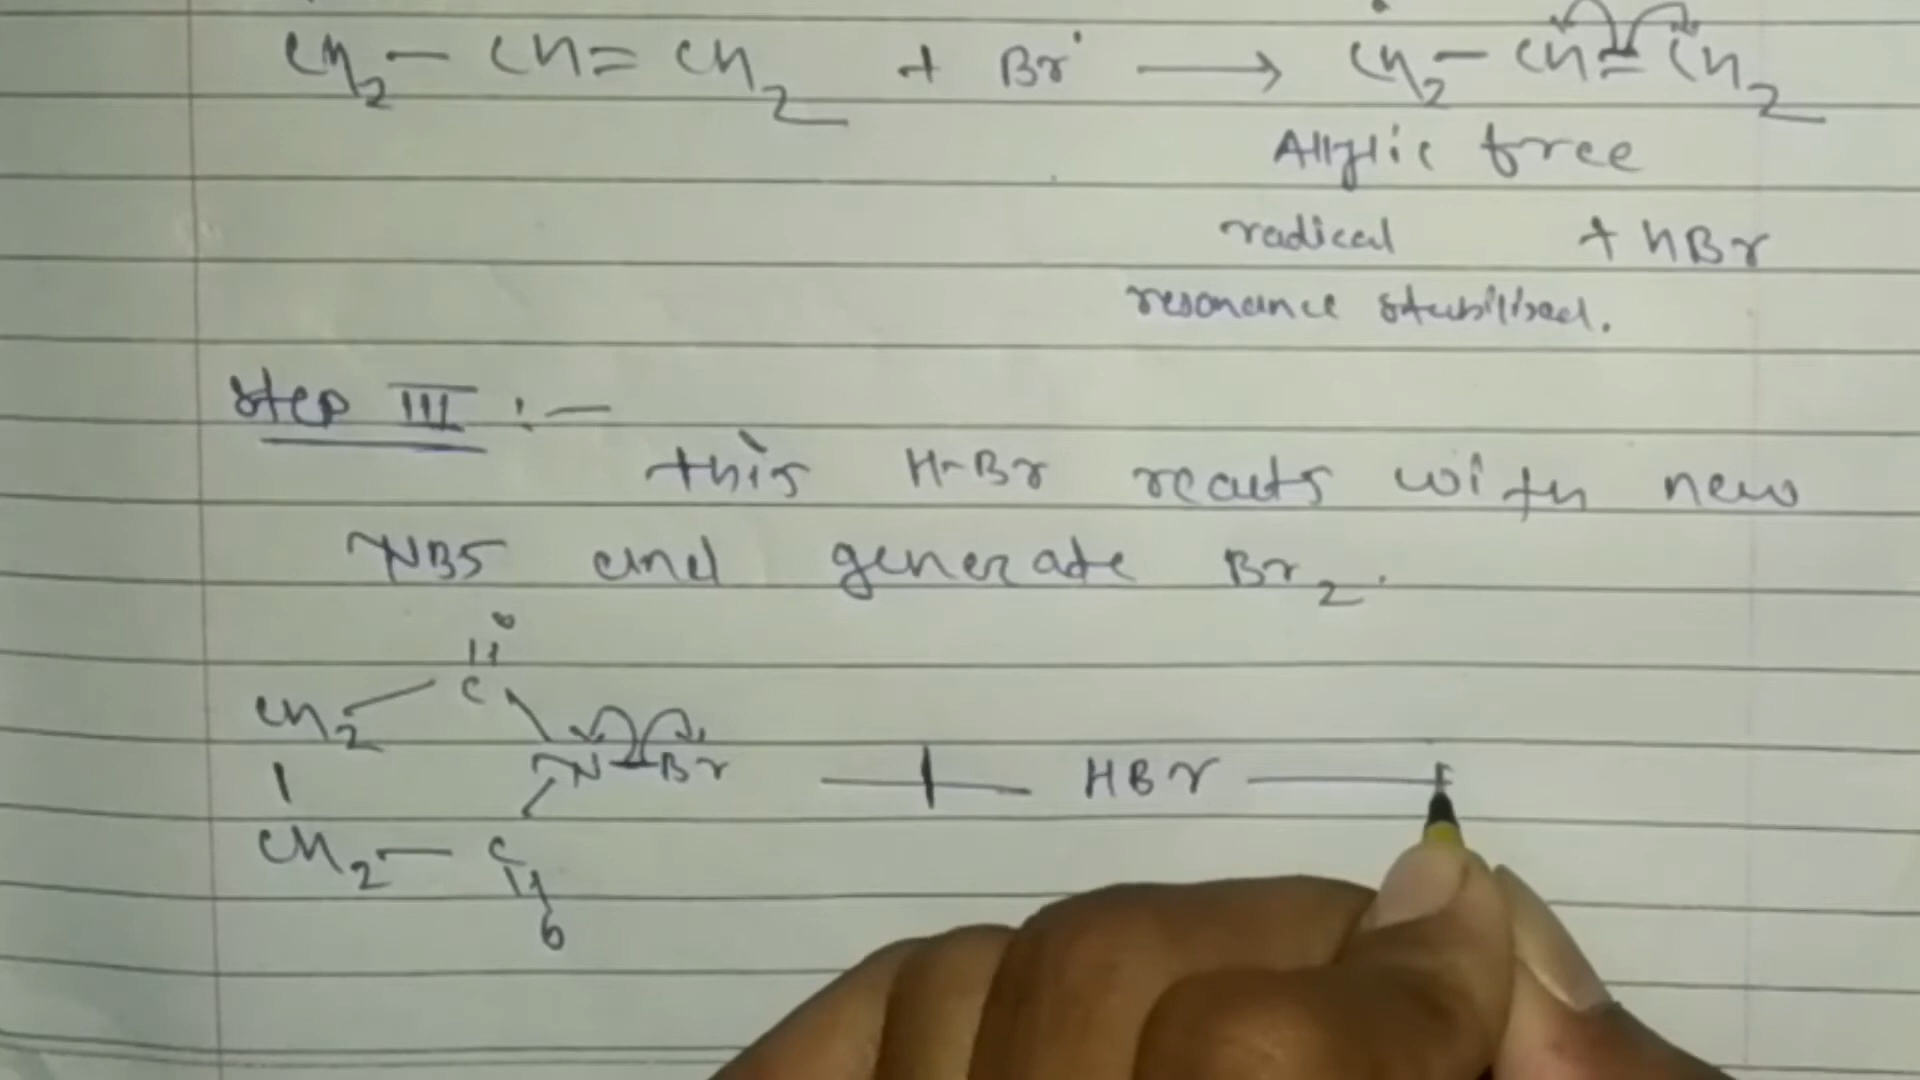 CH2 — CH = CH2 + Br· ⟶ ĊH2 — CH = CH2
Allylic free
radical + HBr
resonance stabilised.
Step III :—
this H-Br reacts with new
NBS and generate Br2.
O
||
C
CH2
N — Br + HBr ⟶
CH2 — C
||
O